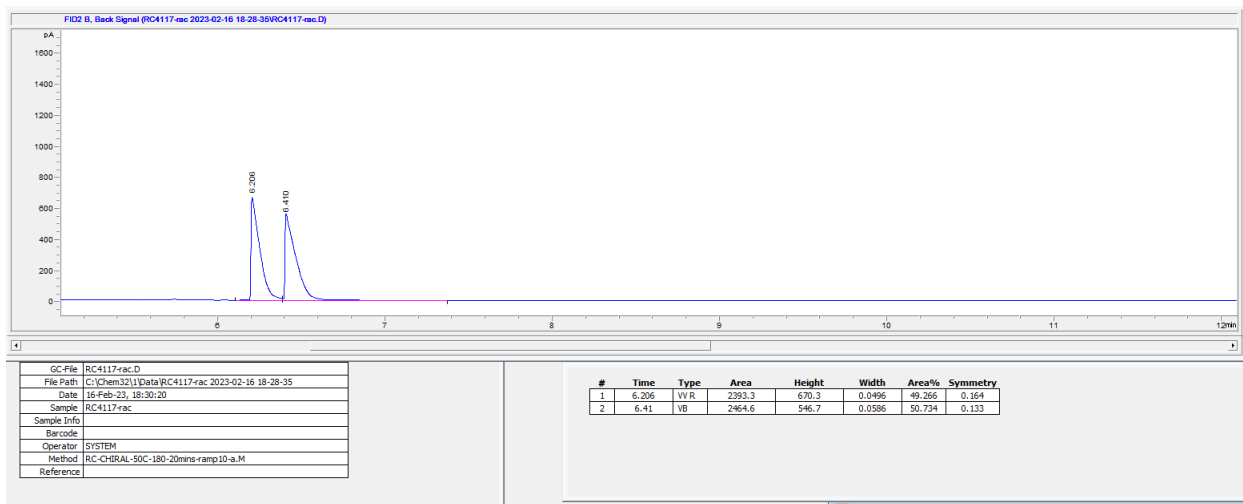 FID2 B, Back Signal (RC4117-rac 2023-02-16 18-28-35\RC4117-rac.D)
pA
1600
1400
1200
1000
800
600
400
200
0
6.206
6.410
6 7 8 9 10 11 12min
GC-File RC4117-rac.D
File Path C:\Chem32\1\Data\RC4117-rac 2023-02-16 18-28-35
Date 16-Feb-23, 18:30:20
Sample RC4117-rac
Sample Info
Barcode
Operator SYSTEM
Method RC-CHIRAL-50C-180-20mins-ramp10-a.M
Reference
# Time Type Area Height Width Area% Symmetry
1 6.206 VV R 2393.3 670.3 0.0496 49.266 0.164
2 6.41 VB 2464.6 546.7 0.0586 50.734 0.133